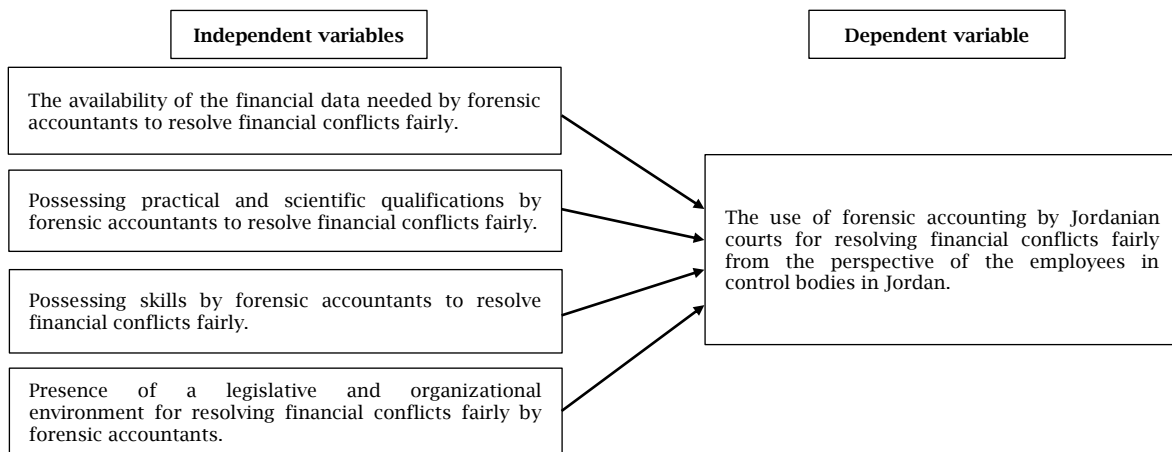 Independent variables
Dependent variable
The availability of the financial data needed by forensic
accountants to resolve financial conflicts fairly.
Possessing practical and scientific qualifications by
forensic accountants to resolve financial conflicts fairly.
Possessing skills by forensic accountants to resolve
financial conflicts fairly.
Presence of a legislative and organizational
environment for resolving financial conflicts fairly by
forensic accountants.
The use of forensic accounting by Jordanian
courts for resolving financial conflicts fairly
from the perspective of the employees in
control bodies in Jordan.